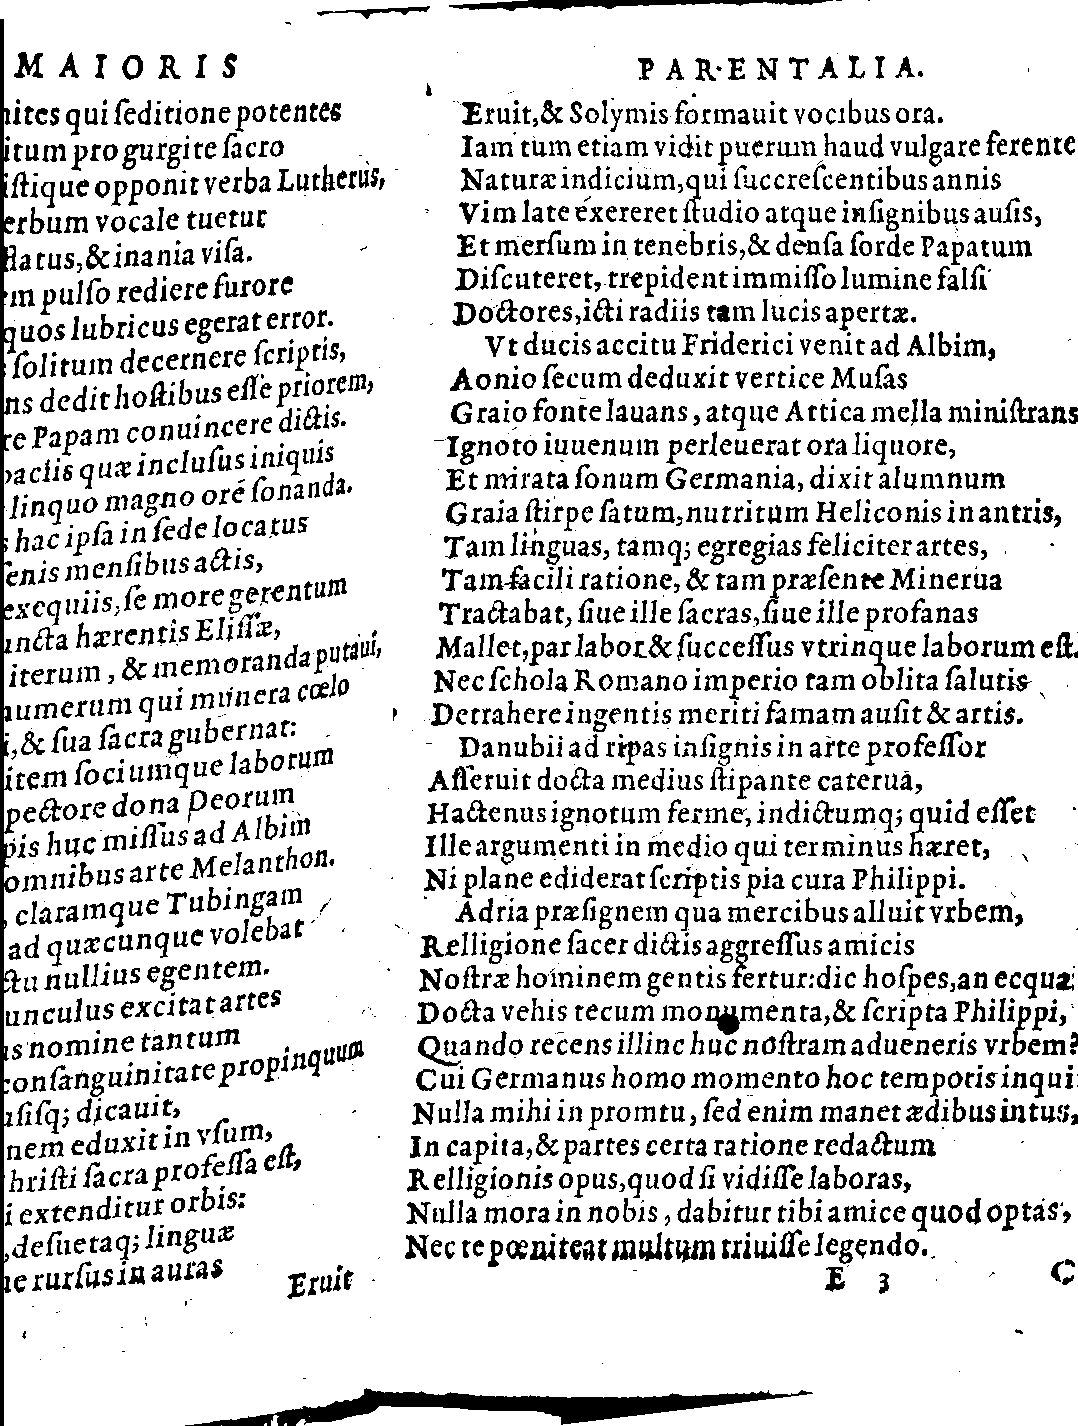 MAIORIS
ites qui ſeditione potentes
itum pro gurgite ſacro
iſtique opponit verba Lutherus,
erbum vocale tuetur
flatus, & inania viſa.
em pulſo rediere furore
quos lubricus egerat error.
ſolitum decernere ſcriptis,
ns dedit hoſtibus eſſe priorem,
re Papam conuincere dictis.
pactis quæ incluſus iniquis
linquo magno ore ſonanda.
hac ipſa in ſede locatus
ſenis menſibus actis,
exequiis, ſe more gerentum
uncta hærentis Eliſſæ,
iterum, & memoranda putaui,
numerum qui munera cœlo
i, & ſua ſacra gubernat:
item ſociumque laborum
pectore dona Deorum
pis huc miſſus ad Albim
omnibus arte Melanthon.
, claramque Tubingam
ad quæcunque volebat
ctu nullius egentem.
unculus excitat artes
us nomine tantum
conſanguinitate propinquum
uſiſq; dicauit,
nem eduxit in vſum,
hriſti ſacra profeſſa eſt,
i extenditur orbis:
, deſuetaq; linguæ
ne rurſus in auras
Eruit
PARENTALIA.
Eruit, & Solymis formauit vocibus ora.
Iam tum etiam vidit puerum haud vulgare ferente
Naturæ indicium, qui ſuccreſcentibus annis
Vim late exereret ſtudio atque inſignibus auſis,
Et merſum in tenebris, & denſa ſorde Papatum
Diſcuteret, trepident immiſſo lumine falſi
Doctores, icti radiis tam lucis apertæ.
Vt ducis accitu Friderici venit ad Albim,
Aonio ſecum deduxit vertice Muſas
Graio fonte lauans, atque Attica mella miniſtrans
Ignoto iuuenum perleuerat ora liquore,
Et mirata ſonum Germania, dixit alumnum
Graia ſtirpe ſatum, nutritum Heliconis in antris,
Tam linguas, tamq; egregias feliciter artes,
Tam facili ratione, & tam præſente Minerua
Tractabat, ſiue ille ſacras, ſiue ille profanas
Mallet, par labor & ſucceſſus vtrinque laborum eſt.
Nec ſchola Romano imperio tam oblita ſalutis
Detrahere ingentis meriti famam auſit & artis.
Danubii ad ripas inſignis in arte profeſſor
Aſſeruit docta medius ſtipante caterua,
Hactenus ignotum ferme, indictumq; quid eſſet
Ille argumenti in medio qui terminus hæret,
Ni plane ediderat ſcriptis pia cura Philippi.
Adria præſignem qua mercibus alluit vrbem,
Relligione ſacer dictis aggreſſus amicis
Noſtræ hominem gentis fertur: dic hoſpes, an ecqua
Docta vehis tecum monumenta, & ſcripta Philippi,
Quando recens illinc huc noſtram adueneris vrbem?
Cui Germanus homo momento hoc temporis inqui
Nulla mihi in promtu, ſed enim manet ædibus intus,
In capita, & partes certa ratione redactum
Relligionis opus, quod ſi vidiſſe laboras,
Nulla mora in nobis, dabitur tibi amice quod optas,
Nec te pœniteat multum triuiſſe legendo.
E 3 C